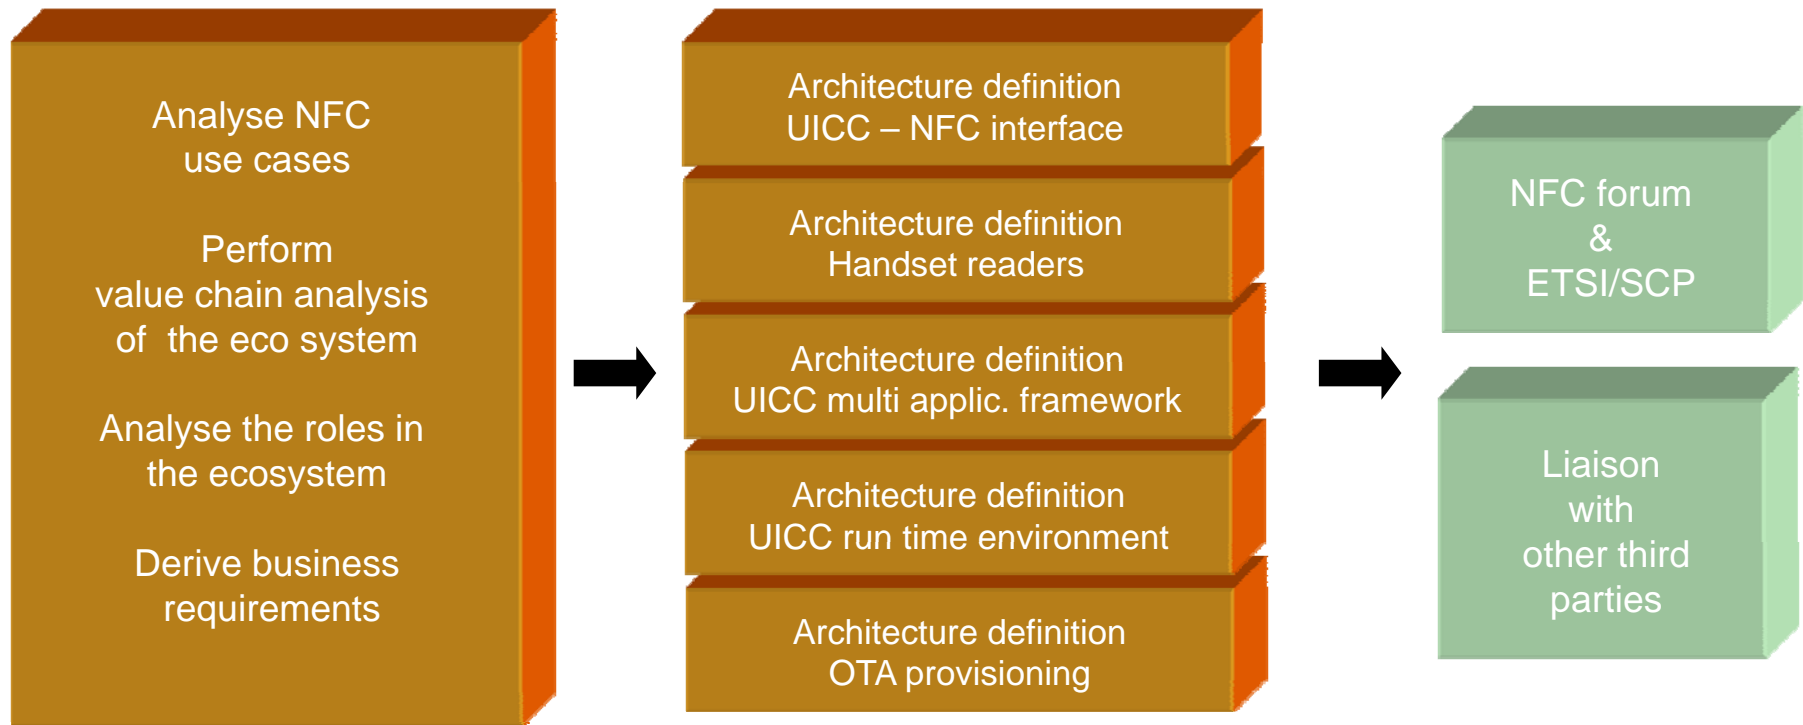 Analyse NFC
use cases
Perform
value chain analysis
of the eco system
Analyse the roles in
the ecosystem
Derive business
requirements
Architecture definition
UICC – NFC interface
Architecture definition
Handset readers
Architecture definition
UICC multi applic. framework
Architecture definition
UICC run time environment
Architecture definition
OTA provisioning
NFC forum
&
ETSI/SCP
Liaison
with
other third
parties